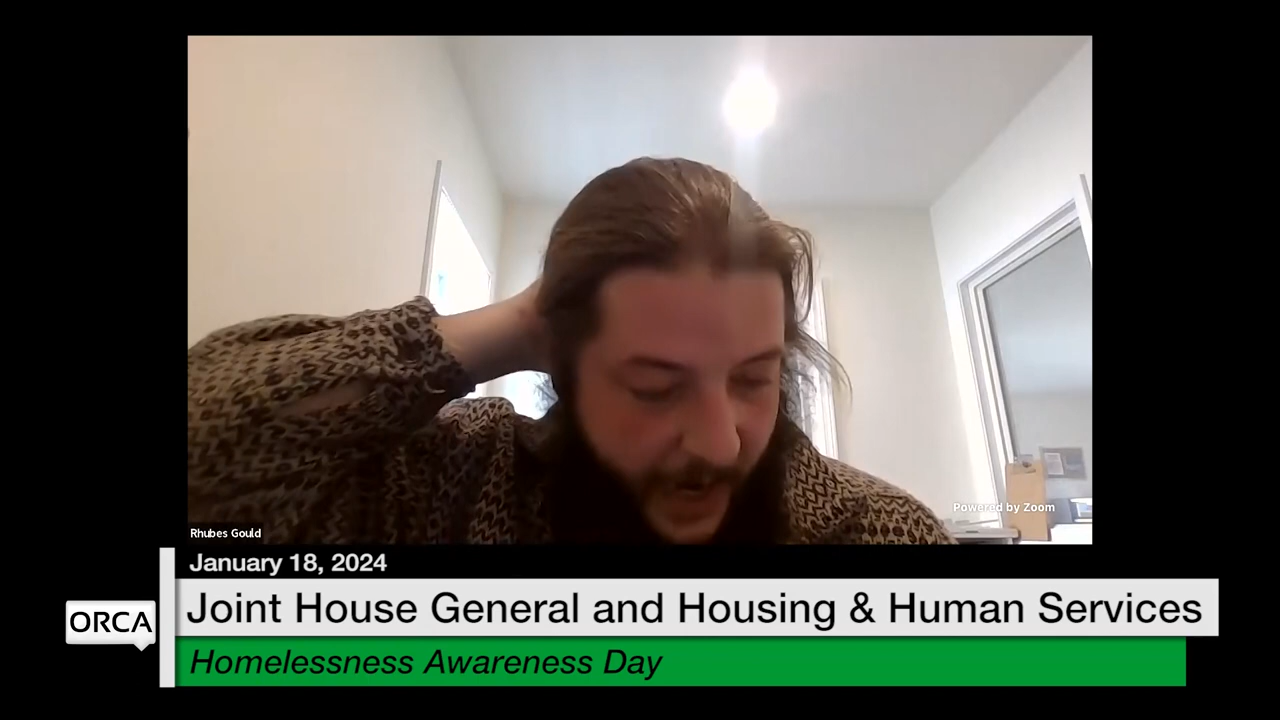 Powered by Zoom
Rhubes Gould
January 18, 2024
ORCA
Joint House General and Housing & Human Services
Homelessness Awareness Day